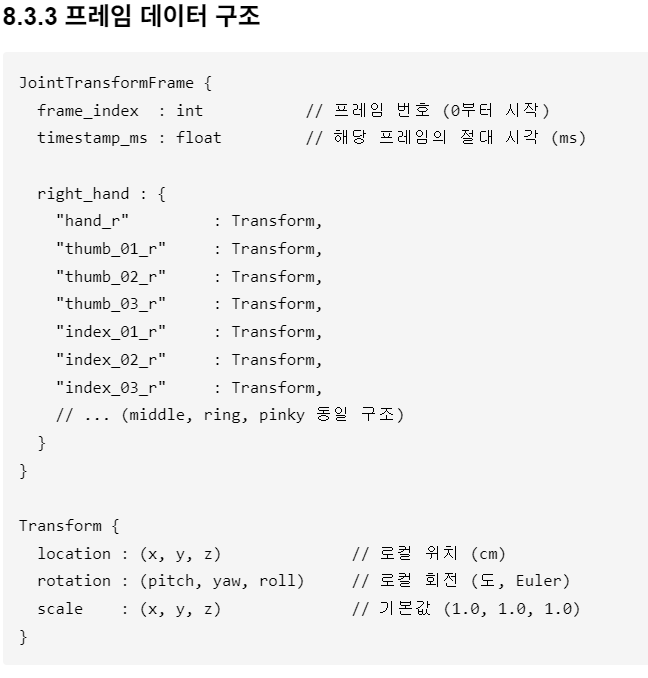 8.3.3 프레임 데이터 구조
JointTransformFrame {
  frame_index  : int           // 프레임 번호 (0부터 시작)
  timestamp_ms : float         // 해당 프레임의 절대 시각 (ms)

  right_hand : {
    "hand_r"         : Transform,
    "thumb_01_r"     : Transform,
    "thumb_02_r"     : Transform,
    "thumb_03_r"     : Transform,
    "index_01_r"     : Transform,
    "index_02_r"     : Transform,
    "index_03_r"     : Transform,
    // ... (middle, ring, pinky 동일 구조)
  }
}

Transform {
  location : (x, y, z)              // 로컬 위치 (cm)
  rotation : (pitch, yaw, roll)     // 로컬 회전 (도, Euler)
  scale    : (x, y, z)              // 기본값 (1.0, 1.0, 1.0)
}